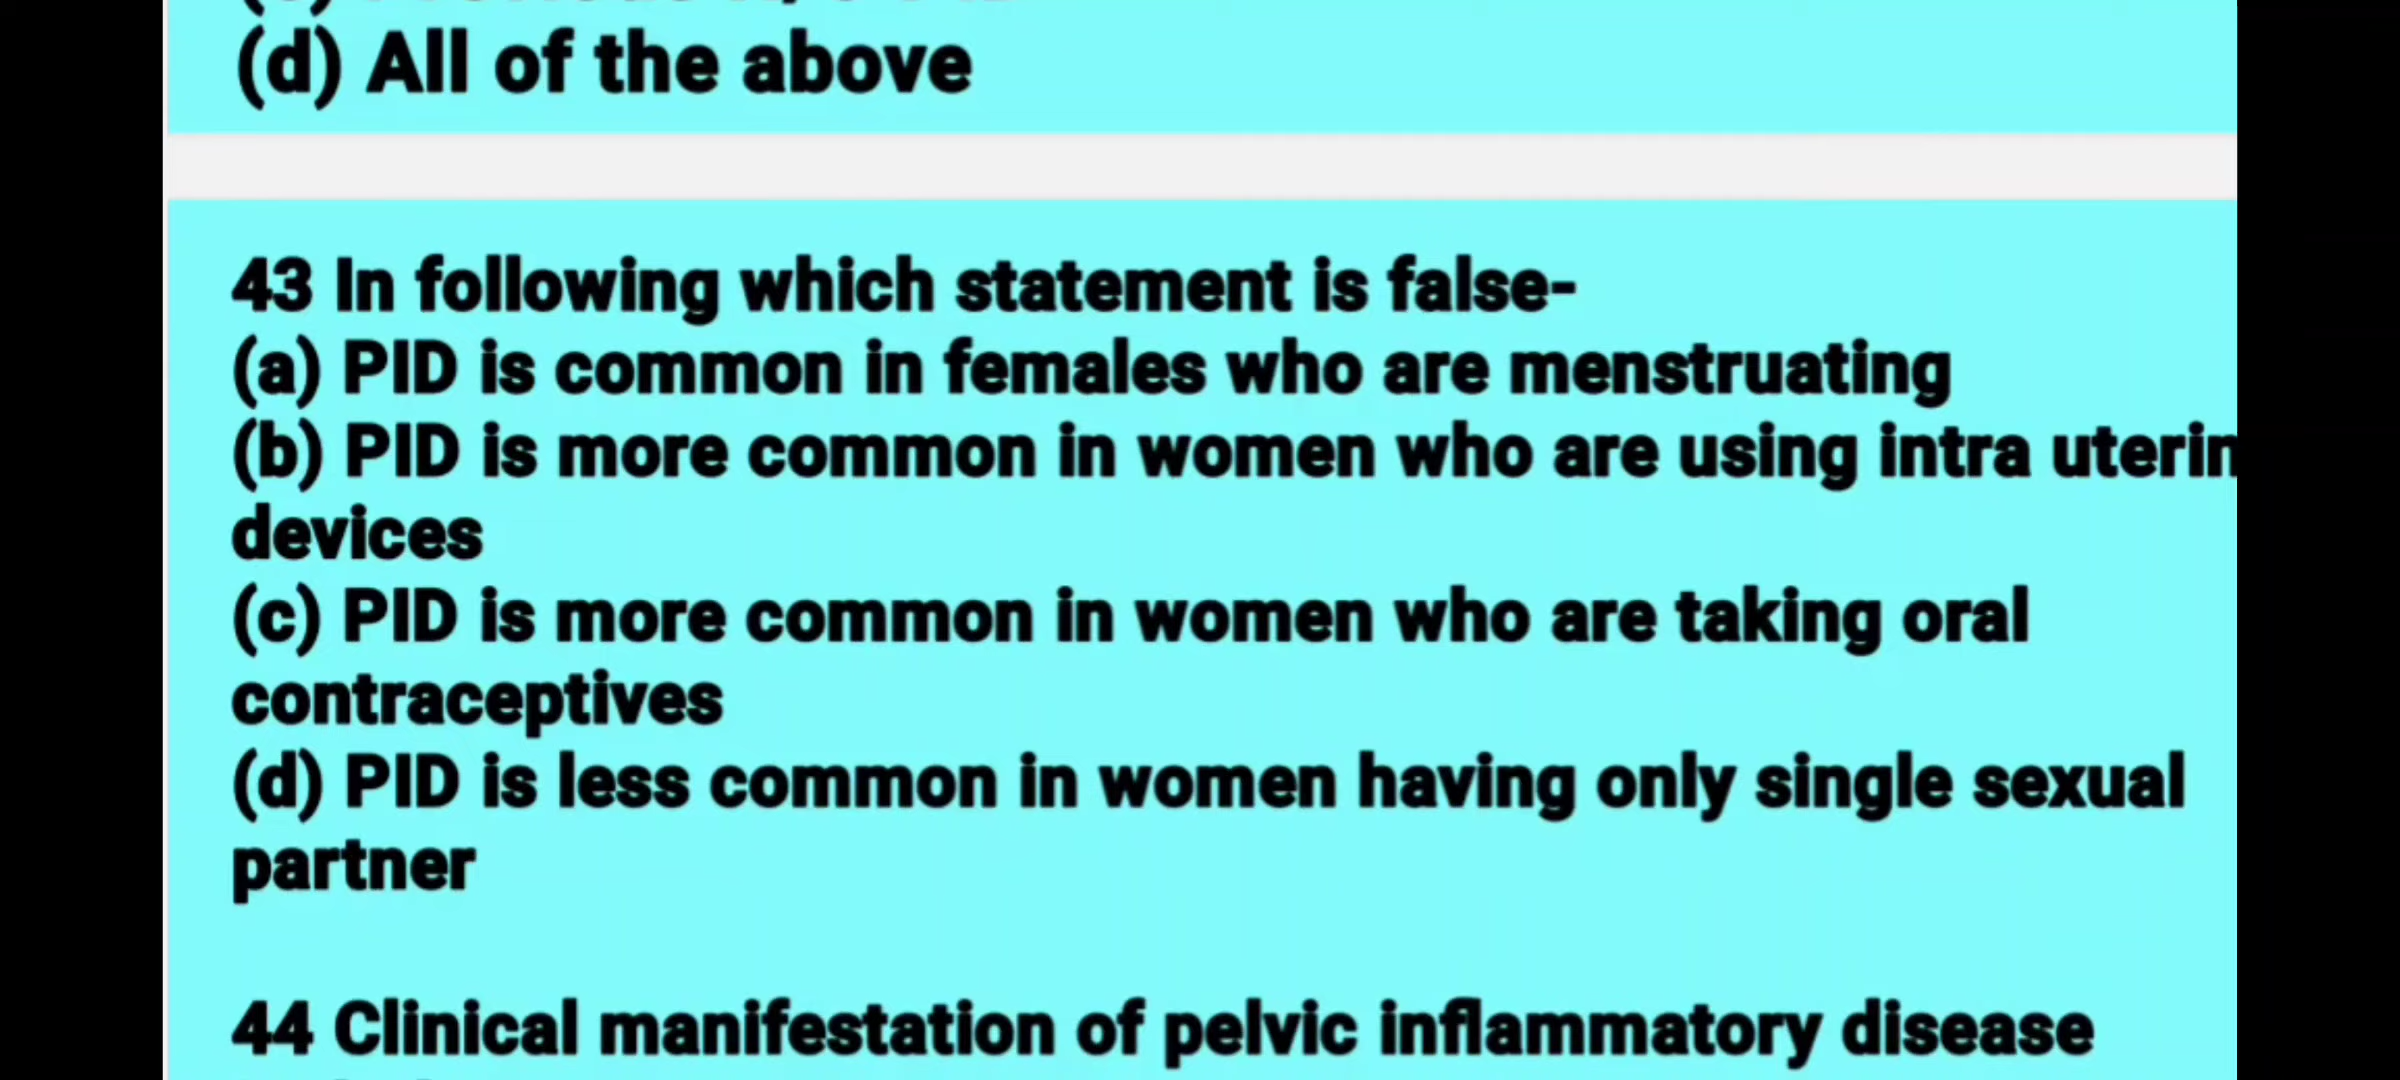 (d) All of the above
43 In following which statement is false-
(a) PID is common in females who are menstruating
(b) PID is more common in women who are using intra uterin
devices
(c) PID is more common in women who are taking oral
contraceptives
(d) PID is less common in women having only single sexual
partner
44 Clinical manifestation of pelvic inflammatory disease